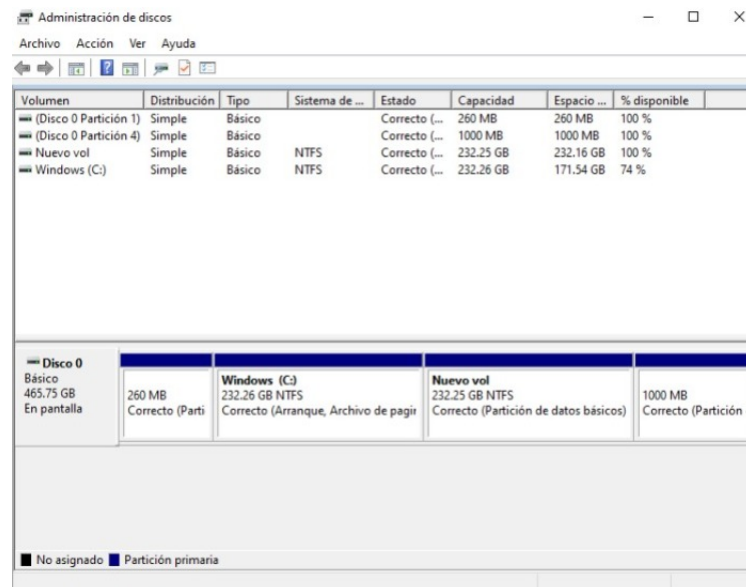 Administración de discos
Archivo Acción Ver Ayuda
Volumen Distribución Tipo Sistema de ... Estado Capacidad Espacio ... % disponible
(Disco 0 Partición 1) Simple Básico Correcto (... 260 MB 260 MB 100 %
(Disco 0 Partición 4) Simple Básico Correcto (... 1000 MB 1000 MB 100 %
Nuevo vol Simple Básico NTFS Correcto (... 232.25 GB 232.16 GB 100 %
Windows (C:) Simple Básico NTFS Correcto (... 232.26 GB 171.54 GB 74 %
Disco 0
Básico
465.75 GB
En pantalla
260 MB
Correcto (Parti
Windows (C:)
232.26 GB NTFS
Correcto (Arranque, Archivo de pagir
Nuevo vol
232.25 GB NTFS
Correcto (Partición de datos básicos)
1000 MB
Correcto (Partición
No asignado Partición primaria